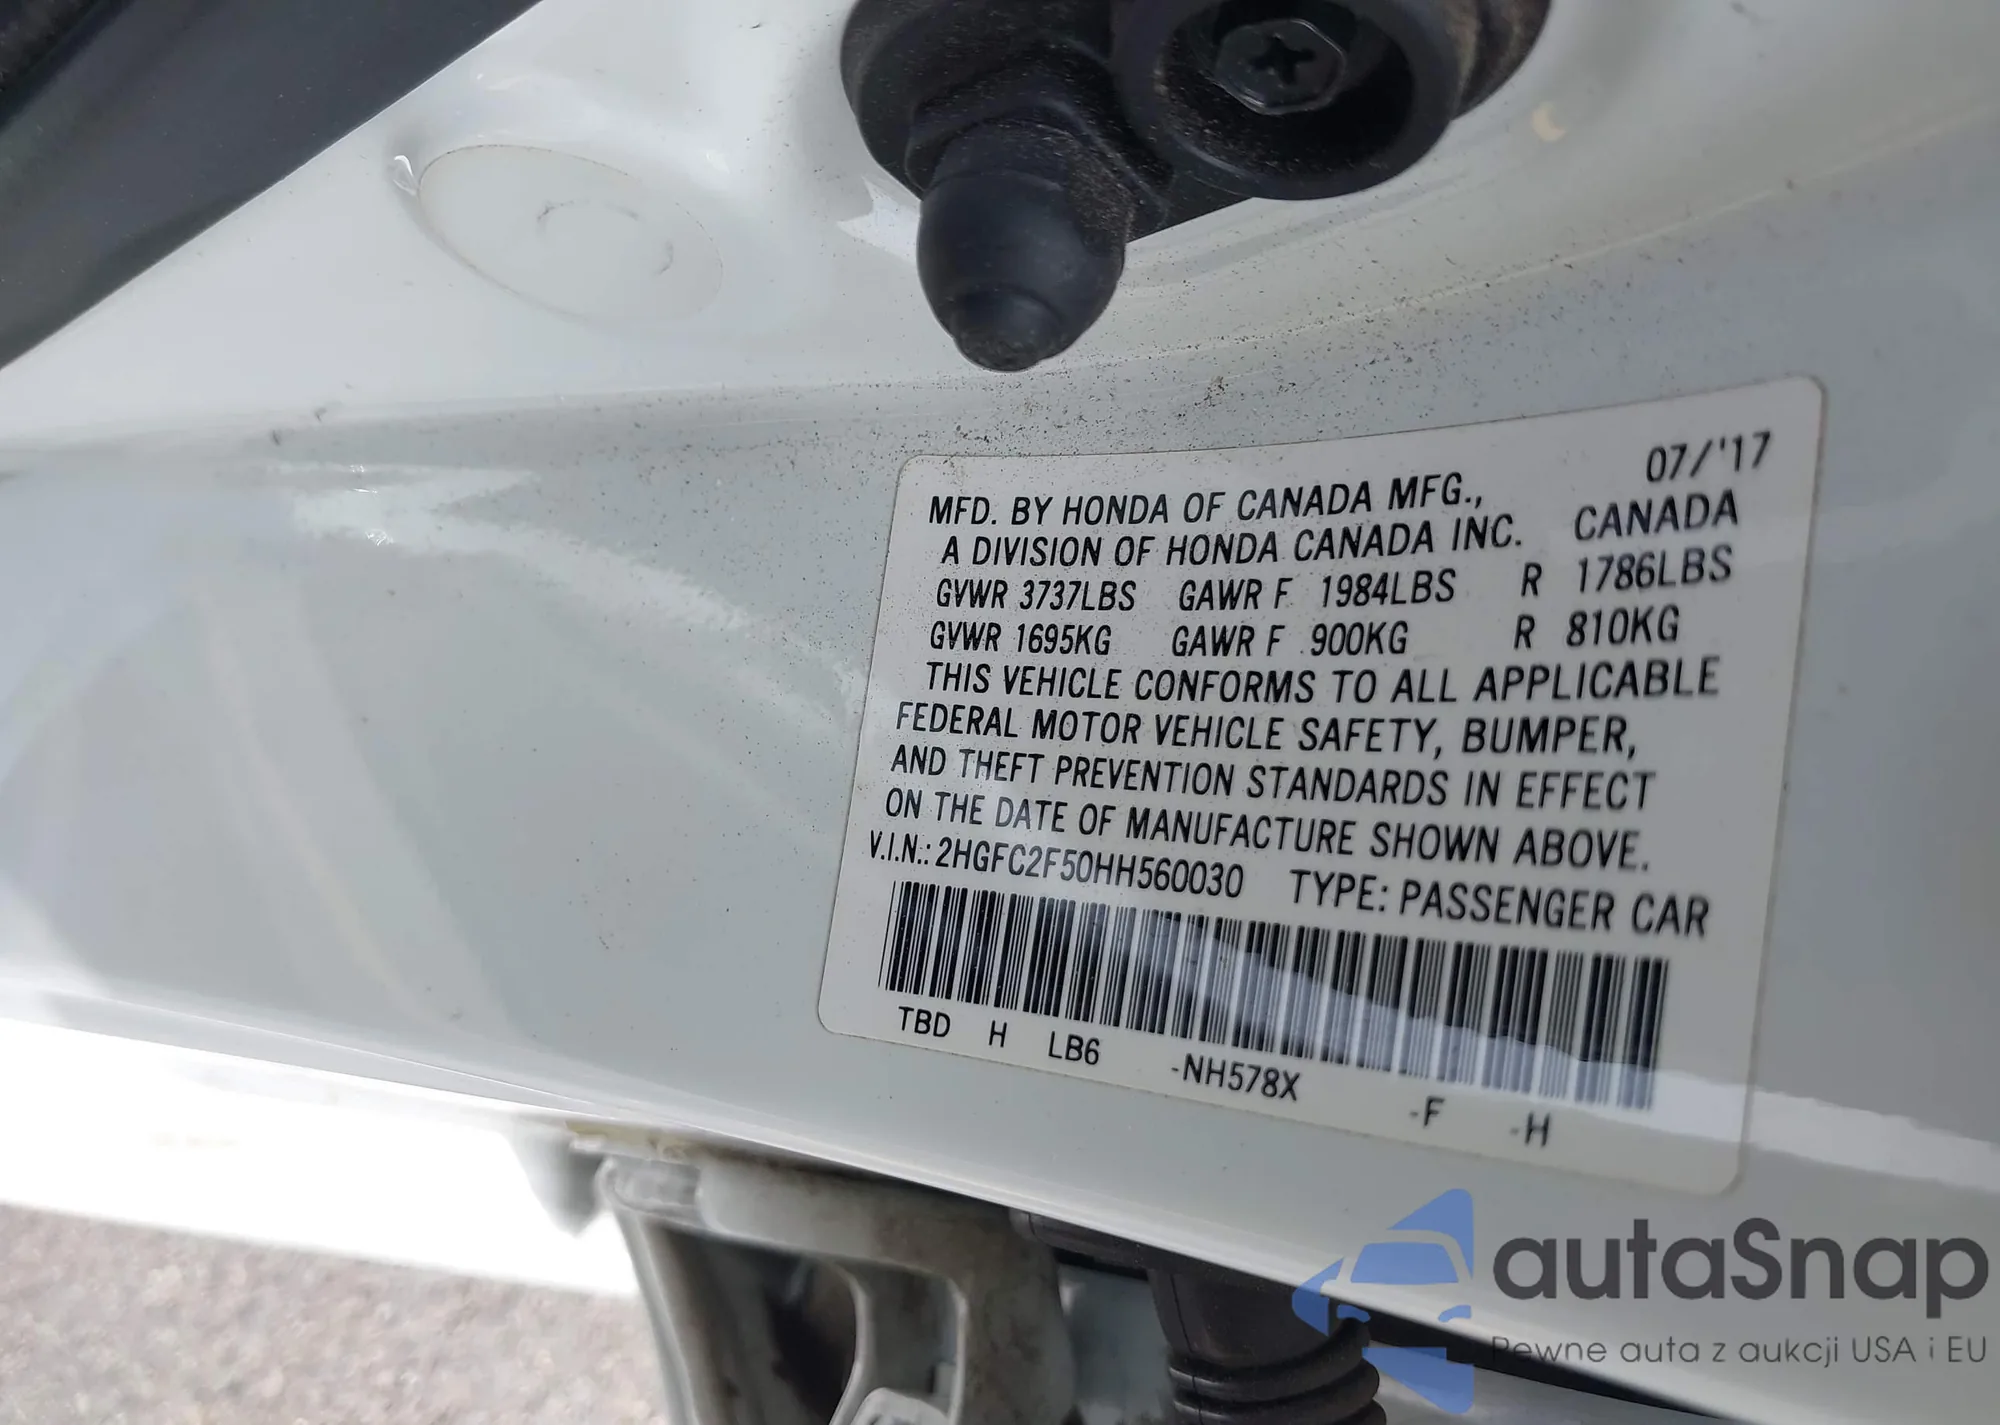 07/'17
MFD. BY HONDA OF CANADA MFG.,
A DIVISION OF HONDA CANADA INC. CANADA
GVWR 3737LBS GAWR F 1984LBS R 1786LBS
GVWR 1695KG GAWR F 900KG R 810KG
THIS VEHICLE CONFORMS TO ALL APPLICABLE
FEDERAL MOTOR VEHICLE SAFETY, BUMPER,
AND THEFT PREVENTION STANDARDS IN EFFECT
ON THE DATE OF MANUFACTURE SHOWN ABOVE.
V.I.N.: 2HGFC2F50HH560030 TYPE: PASSENGER CAR
TBD H LB6 -NH578X -F -H
autaSnap
Pewne auta z aukcji USA i EU